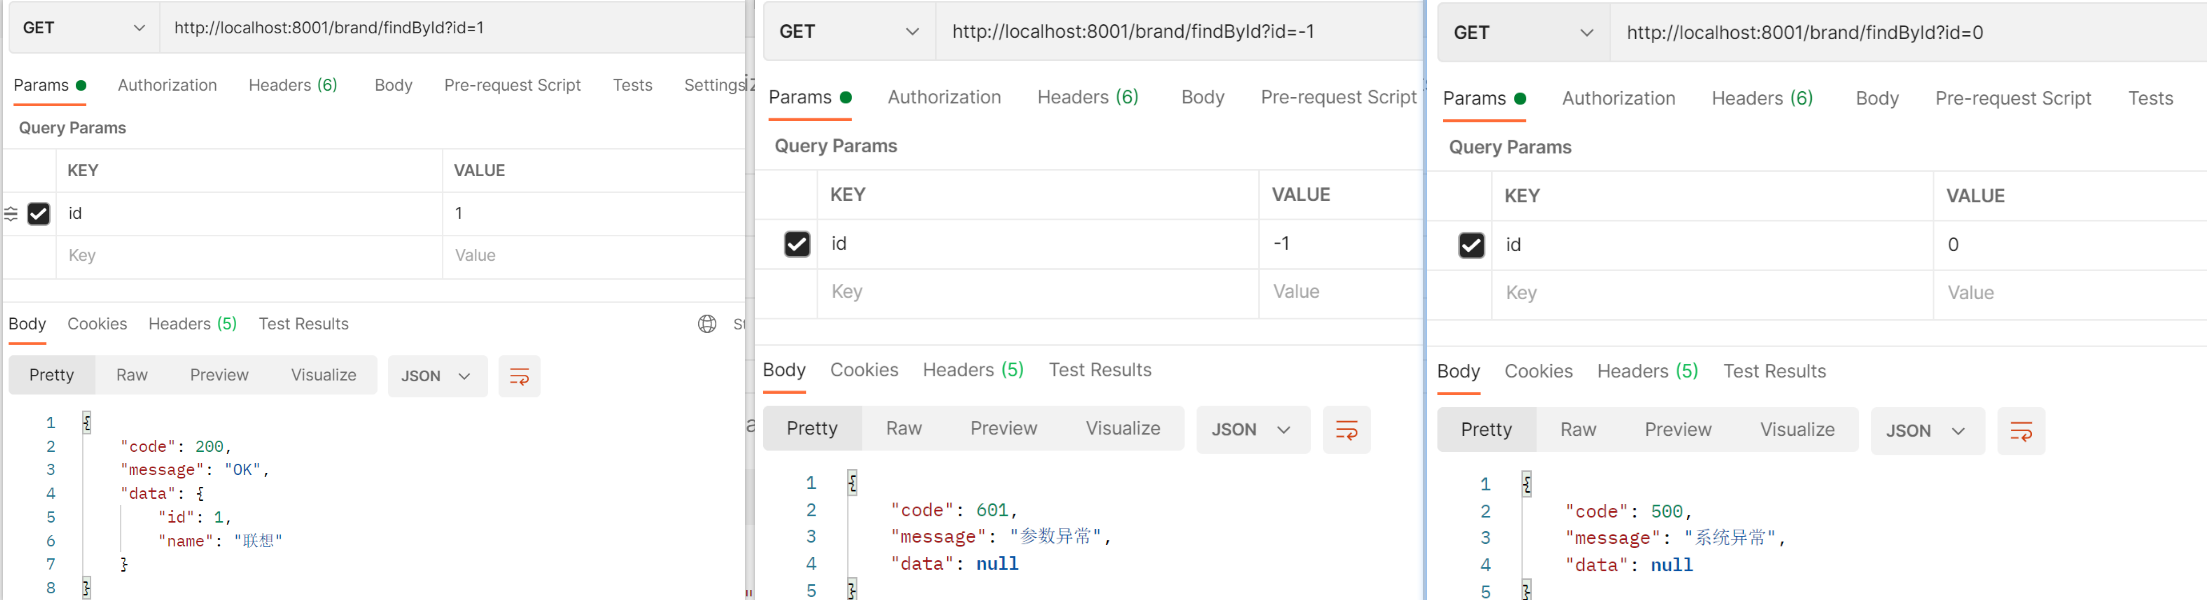 GET http://localhost:8001/brand/findById?id=1
Params Authorization Headers (6) Body Pre-request Script Tests Settings
Query Params
KEY VALUE
id 1
Key Value
Body Cookies Headers (5) Test Results
Pretty Raw Preview Visualize JSON
1 {
2 "code": 200,
3 "message": "OK",
4 "data": {
5 "id": 1,
6 "name": "联想"
7 }
8 }
GET http://localhost:8001/brand/findById?id=-1
Params Authorization Headers (6) Body Pre-request Script
Query Params
KEY VALUE
id -1
Key Value
Body Cookies Headers (5) Test Results
Pretty Raw Preview Visualize JSON
1 {
2 "code": 601,
3 "message": "参数异常",
4 "data": null
5 }
GET http://localhost:8001/brand/findById?id=0
Params Authorization Headers (6) Body Pre-request Script Tests
Query Params
KEY VALUE
id 0
Key Value
Body Cookies Headers (5) Test Results
Pretty Raw Preview Visualize JSON
1 {
2 "code": 500,
3 "message": "系统异常",
4 "data": null
5 }